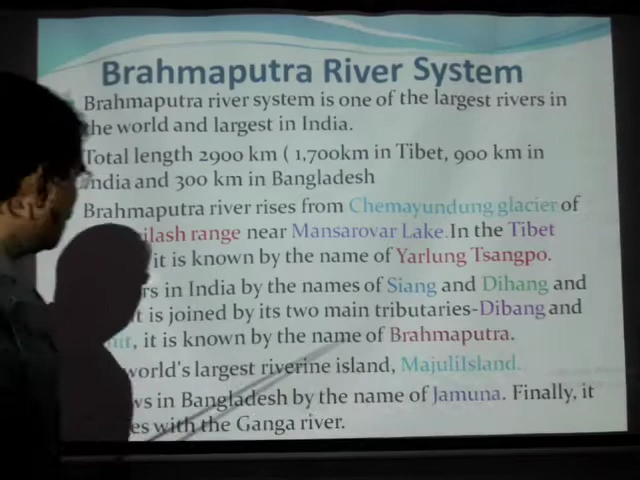 Brahmaputra River System
Brahmaputra river system is one of the largest rivers in
the world and largest in India.
Total length 2900 km ( 1,700km in Tibet, 900 km in
India and 300 km in Bangladesh
Brahmaputra river rises from Chemayundung glacier of
range near Mansarovar Lake.In the Tibet
it is known by the name of Yarlung Tsangpo.
in India by the names of Siang and Dihang and
is joined by its two main tributaries-Dibang and
, it is known by the name of Brahmaputra.
world's largest riverine island, MajuliIsland.
in Bangladesh by the name of Jamuna. Finally, it
with the Ganga river.